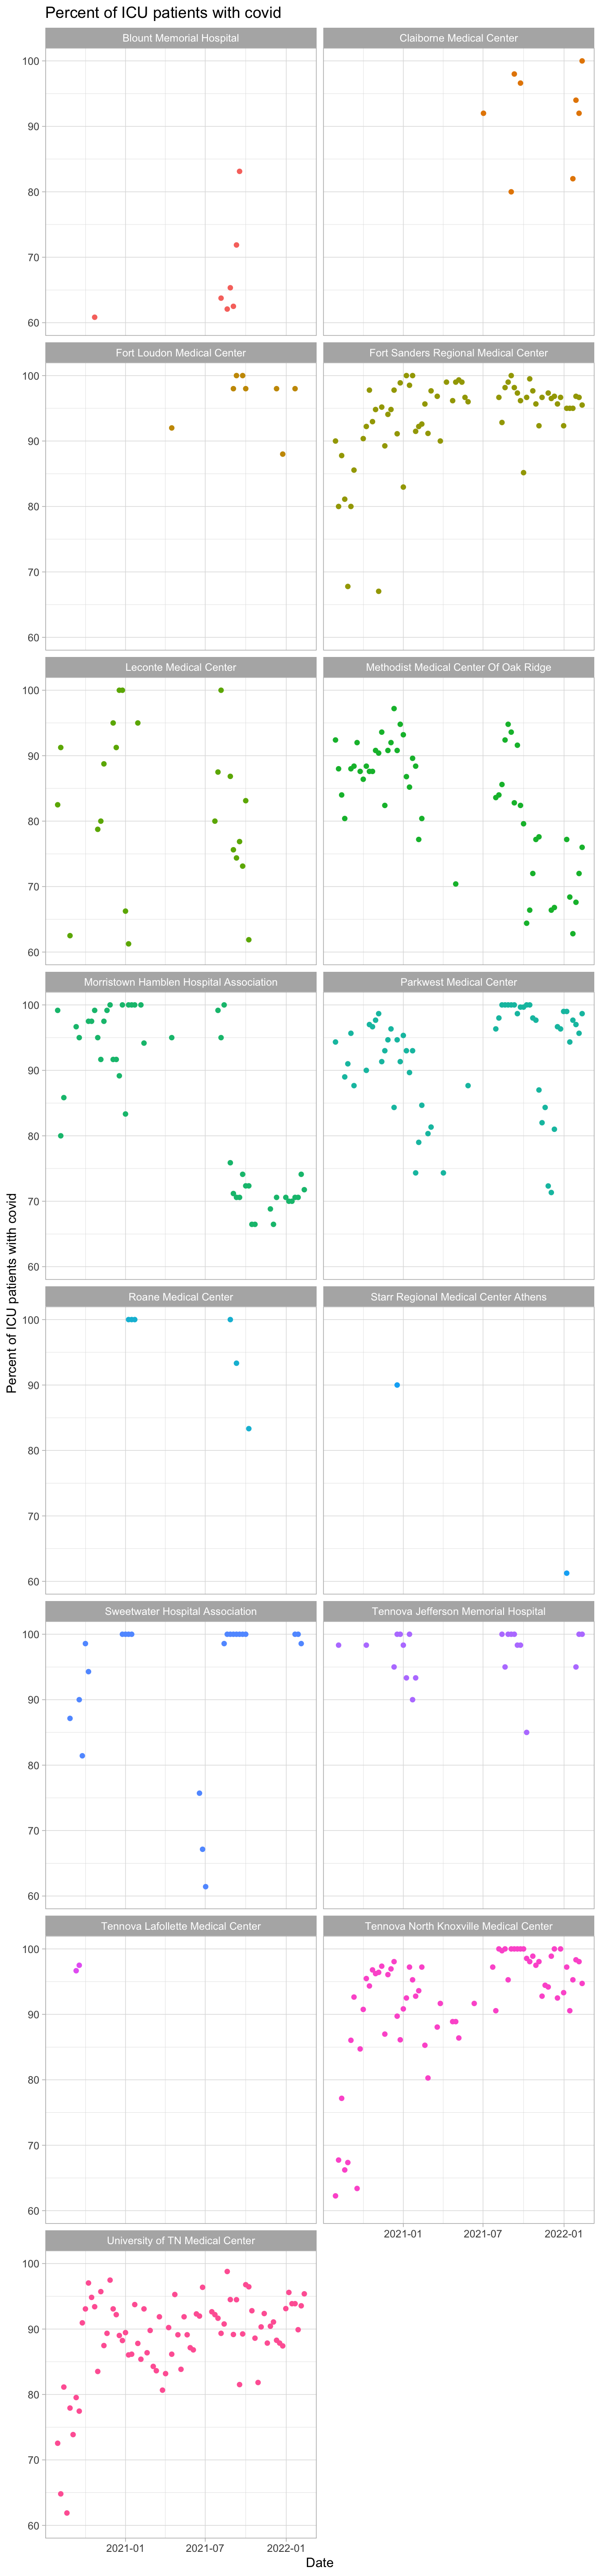 Percent of ICU patients with covid
Blount Memorial Hospital
Claiborne Medical Center
100
90
80
70
60
Fort Loudon Medical Center
Fort Sanders Regional Medical Center
100
90
80
70
60
Leconte Medical Center
Methodist Medical Center Of Oak Ridge
100
90
80
70
60
Morristown Hamblen Hospital Association
Parkwest Medical Center
100
90
80
70
60
Percent of ICU patients witth covid
Roane Medical Center
Starr Regional Medical Center Athens
100
90
80
70
60
Sweetwater Hospital Association
Tennova Jefferson Memorial Hospital
100
90
80
70
60
Tennova Lafollette Medical Center
Tennova North Knoxville Medical Center
100
90
80
70
60
2021-01
2021-07
2022-01
University of TN Medical Center
100
90
80
70
60
2021-01
2021-07
2022-01
Date